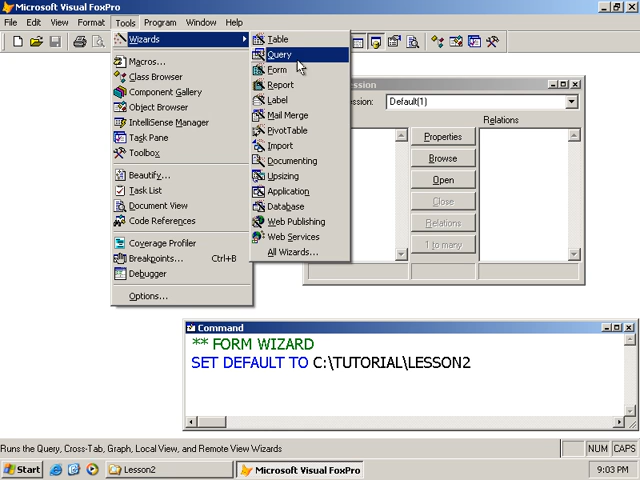 Microsoft Visual FoxPro
File Edit View Format Tools Program Window Help
Wizards
Macros...
Class Browser
Component Gallery
Object Browser
IntelliSense Manager
Task Pane
Toolbox
Beautify...
Task List
Document View
Code References
Coverage Profiler
Breakpoints... Ctrl+B
Debugger
Options...
Table
Query
Form
Report
Label
Mail Merge
PivotTable
Import
Documenting
Upsizing
Application
Database
Web Publishing
Web Services
All Wizards...
ession
ession: Default(1)
Relations
Properties
Browse
Open
Close
Relations
1 to many
Command
** FORM WIZARD
SET DEFAULT TO C:\TUTORIAL\LESSON2
Runs the Query, Cross-Tab, Graph, Local View, and Remote View Wizards
NUM CAPS
Start Lesson2 Microsoft Visual FoxPro 9:03 PM